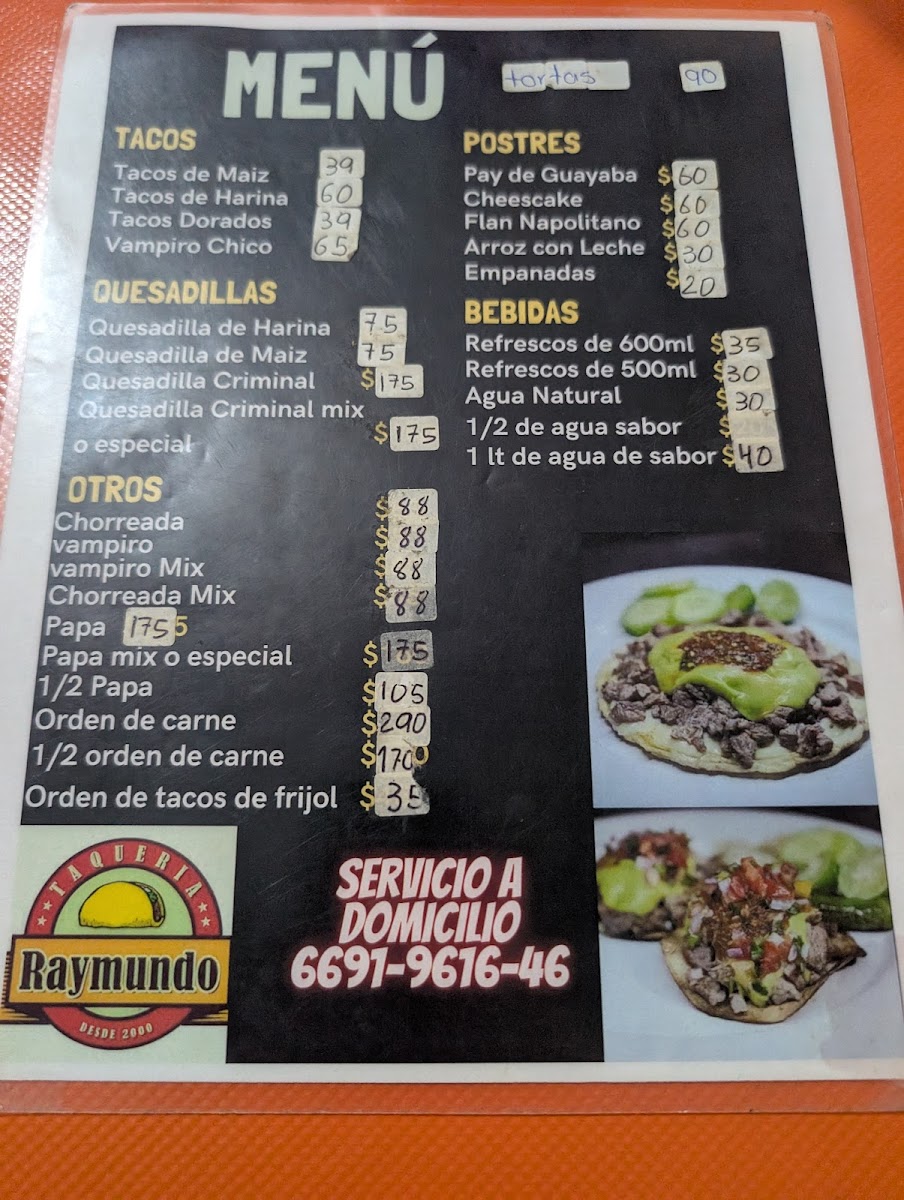 MENÚ
tortas 90
TACOS
Tacos de Maiz 39
Tacos de Harina 60
Tacos Dorados 39
Vampiro Chico 65
QUESADILLAS
Quesadilla de Harina 75
Quesadilla de Maiz 75
Quesadilla Criminal $175
Quesadilla Criminal mix
o especial $175
OTROS
Chorreada $88
vampiro $88
vampiro Mix $88
Chorreada Mix $88
Papa 175
Papa mix o especial $175
1/2 Papa $105
Orden de carne $290
1/2 orden de carne $170
Orden de tacos de frijol $35
POSTRES
Pay de Guayaba $60
Cheescake $60
Flan Napolitano $60
Arroz con Leche $30
Empanadas $20
BEBIDAS
Refrescos de 600ml $35
Refrescos de 500ml $30
Agua Natural $30
1/2 de agua sabor $
1 lt de agua de sabor $40
TAQUERIA
Raymundo
DESDE 2000
SERVICIO A
DOMICILIO
6691-9616-46